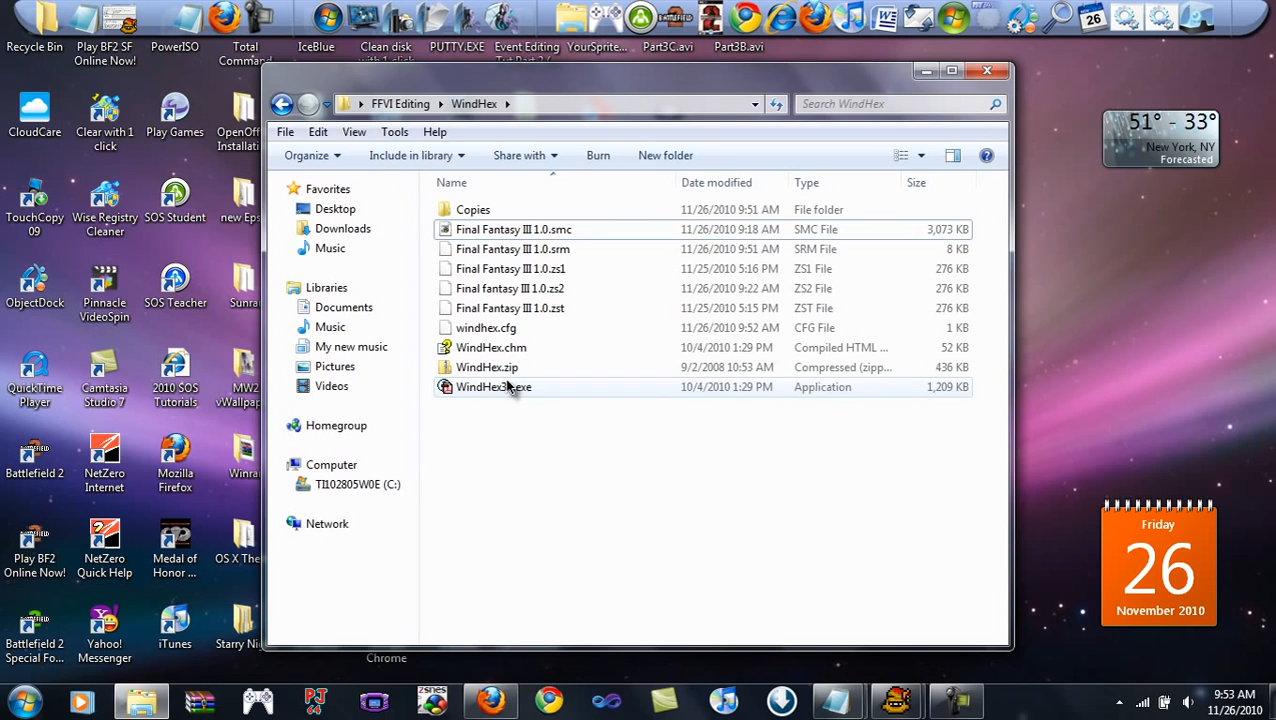 26
Recycle Bin
Play BF2 SF
Online Now!
PowerISO
Total
Command
IceBlue
Clean disk
with 1 click
PUTTY.EXE
Event Editing
YourSprite...
Part3C.avi
Part3B.avi
FFVI Editing
WindHex
Search WindHex
File
Edit
View
Tools
Help
Organize
Include in library
Share with
Burn
New folder
Name
Date modified
Type
Size
Favorites
Desktop
Downloads
Music
Libraries
Documents
Music
My new music
Pictures
Videos
Homegroup
Computer
TI102805W0E (C:)
Network
Copies 11/26/2010 9:51 AM File folder
Final Fantasy III 1.0.smc 11/26/2010 9:18 AM SMC File 3,073 KB
Final Fantasy III 1.0.srm 11/26/2010 9:51 AM SRM File 8 KB
Final Fantasy III 1.0.zs1 11/25/2010 5:16 PM ZS1 File 276 KB
Final fantasy III 1.0.zs2 11/26/2010 9:22 AM ZS2 File 276 KB
Final Fantasy III 1.0.zst 11/25/2010 5:15 PM ZST File 276 KB
windhex.cfg 11/26/2010 9:52 AM CFG File 1 KB
WindHex.chm 10/4/2010 1:29 PM Compiled HTML ... 52 KB
WindHex.zip 9/2/2008 10:53 AM Compressed (zipp... 436 KB
10/4/2010 1:29 PM Application 1,209 KB
CloudCare
Clear with 1
click
Play Games
OpenOff
Installati
TouchCopy
09
Wise Registry
Cleaner
SOS Student
new Eps
ObjectDock
Pinnacle
VideoSpin
SOS Teacher
Sunra
QuickTime
Player
Camtasia
Studio 7
2010 SOS
Tutorials
MW2
vWallpap
Battlefield 2
NetZero
Internet
Mozilla
Firefox
Winrar
Play BF2
Online Now!
NetZero
Quick Help
Medal of
Honor ...
OS X The
Battlefield 2
Special Fo...
Yahoo!
Messenger
iTunes
Starry Ni
Chrome
51° - 33°
New York, NY
Forecasted
Friday
26
November 2010
PJ
64
zsnes
9:53 AM
11/26/2010